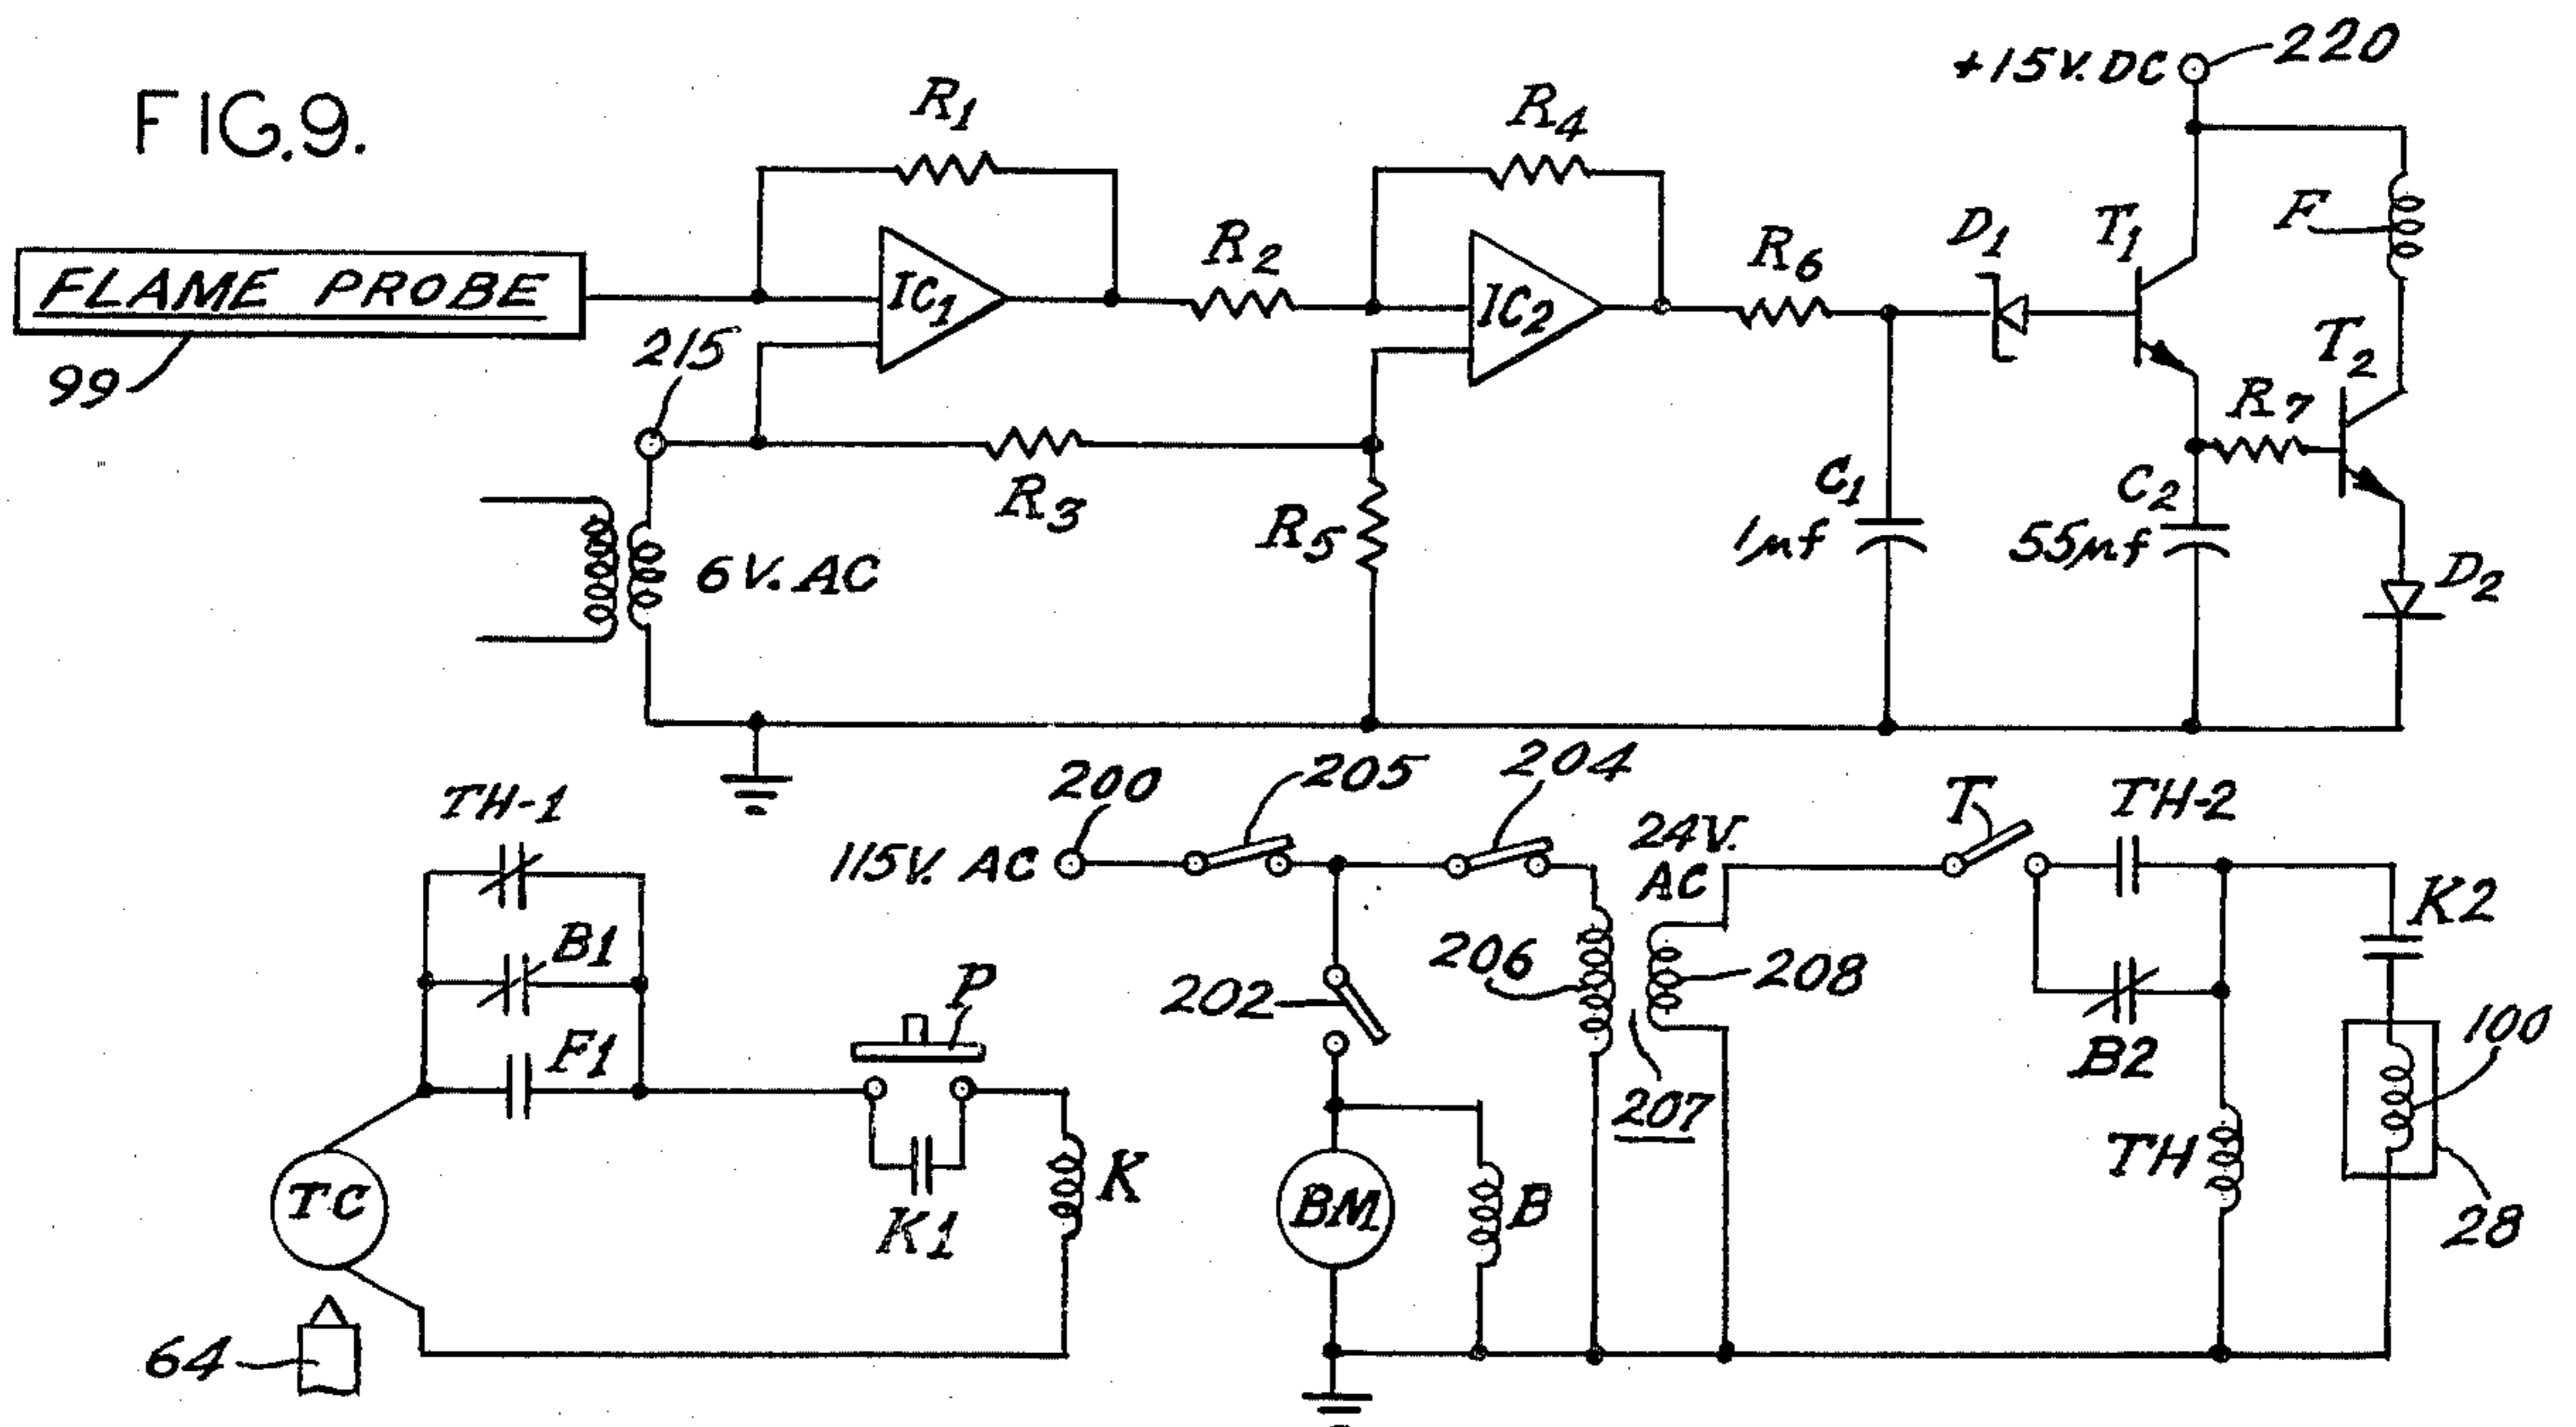 FIG.9.
+15V.DC
220
R1
R4
FLAME PROBE
99
215
IC1
R2
IC2
R6
D1
T1
F
T2
R7
R3
R5
6V.AC
C1
1µf
C2
55µf
D2
TH-1
B1
F1
P
K1
K
TC
64
115V. AC
200
205
204
202
BM
B
206
207
208
24V.
AC
T
TH-2
B2
TH
K2
100
28